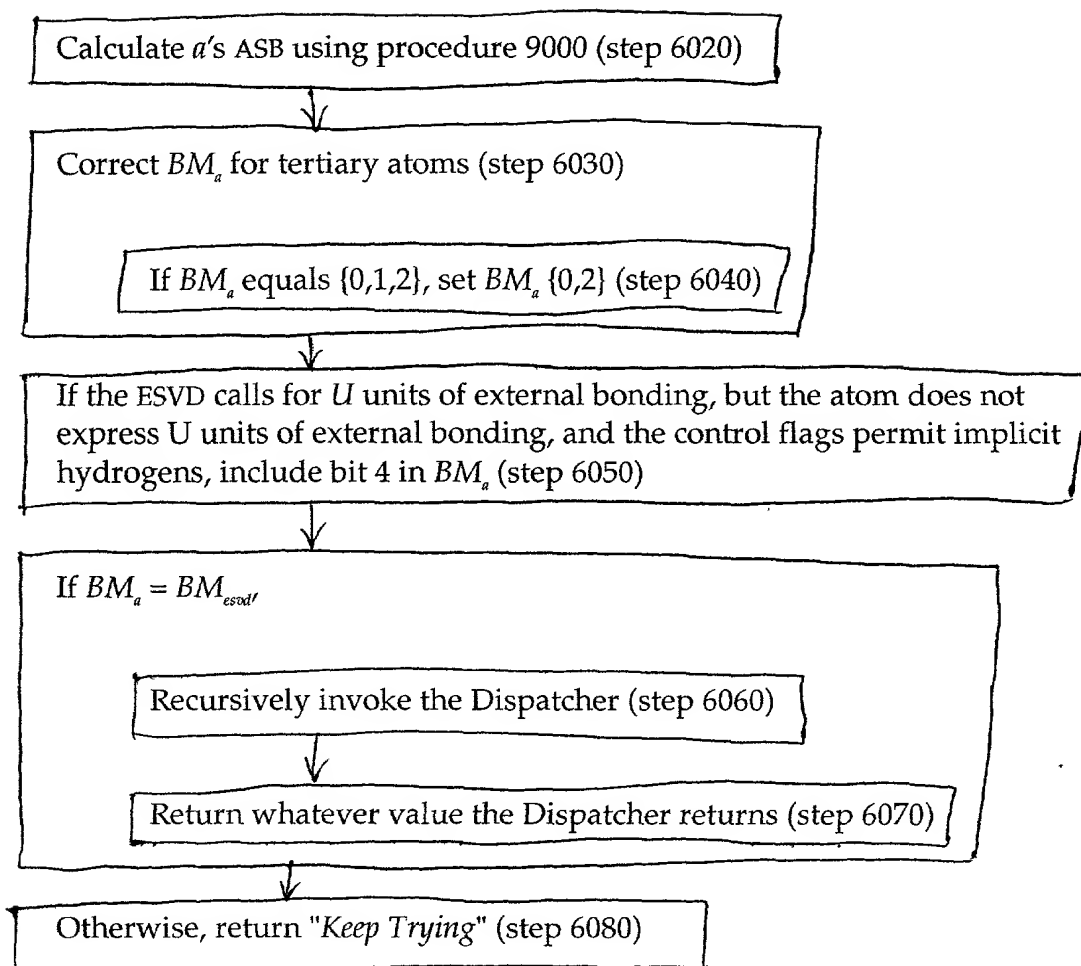 Calculate a's ASB using procedure 9000 (step 6020)
Correct BMₐ for tertiary atoms (step 6030)
If BMₐ equals {0,1,2}, set BMₐ {0,2} (step 6040)
If the ESVD calls for U units of external bonding, but the atom does not
express U units of external bonding, and the control flags permit implicit
hydrogens, include bit 4 in BMₐ (step 6050)
If BMₐ = BM_esvd,
Recursively invoke the Dispatcher (step 6060)
Return whatever value the Dispatcher returns (step 6070)
Otherwise, return "Keep Trying" (step 6080)